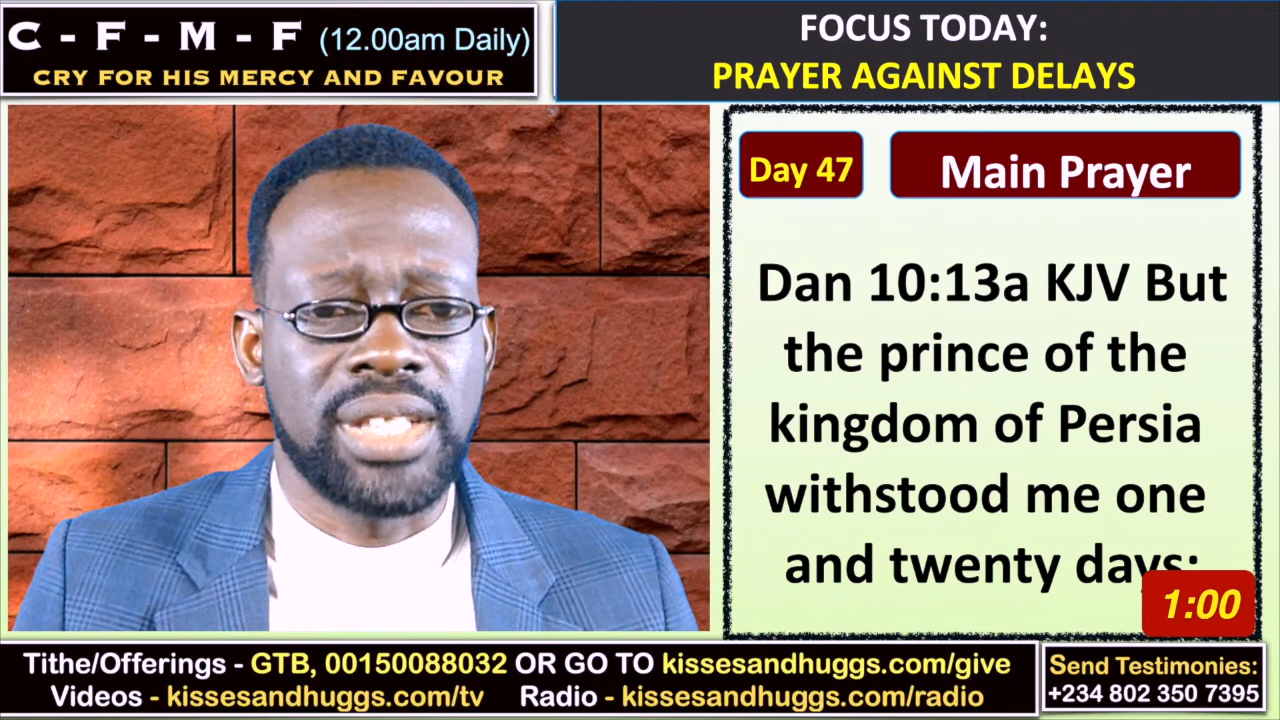 C - F - M - F (12.00am Daily)
CRY FOR HIS MERCY AND FAVOUR
FOCUS TODAY:
PRAYER AGAINST DELAYS
Day 47
Main Prayer
Dan 10:13a KJV But
the prince of the
kingdom of Persia
withstood me one
and twenty days:
1:00
Tithe/Offerings - GTB, 00150088032 OR GO TO kissesandhuggs.com/give
Videos - kissesandhuggs.com/tv Radio - kissesandhuggs.com/radio
Send Testimonies:
+234 802 350 7395